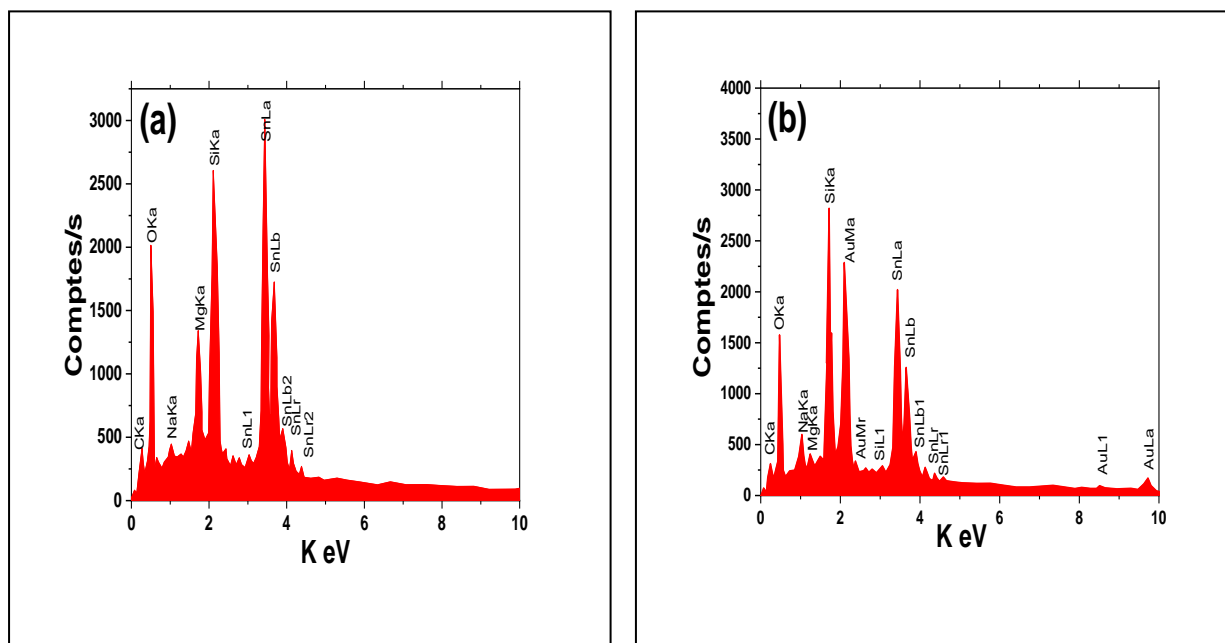 (a)
Comptes/s
3000
2500
2000
1500
1000
500
0
CKa
OKa
NaKa
MgKa
SiKa
SnL1
SnLa
SnLb
SnLb2
SnLr
SnLr2
0 2 4 6 8 10
K eV
(b)
Comptes/s
4000
3500
3000
2500
2000
1500
1000
500
0
CKa
OKa
NaKa
MgKa
SiKa
AuMa
AuMr
SiL1
SnLa
SnLb
SnLb1
SnLr
SnLr1
AuL1
AuLa
0 2 4 6 8 10
K eV